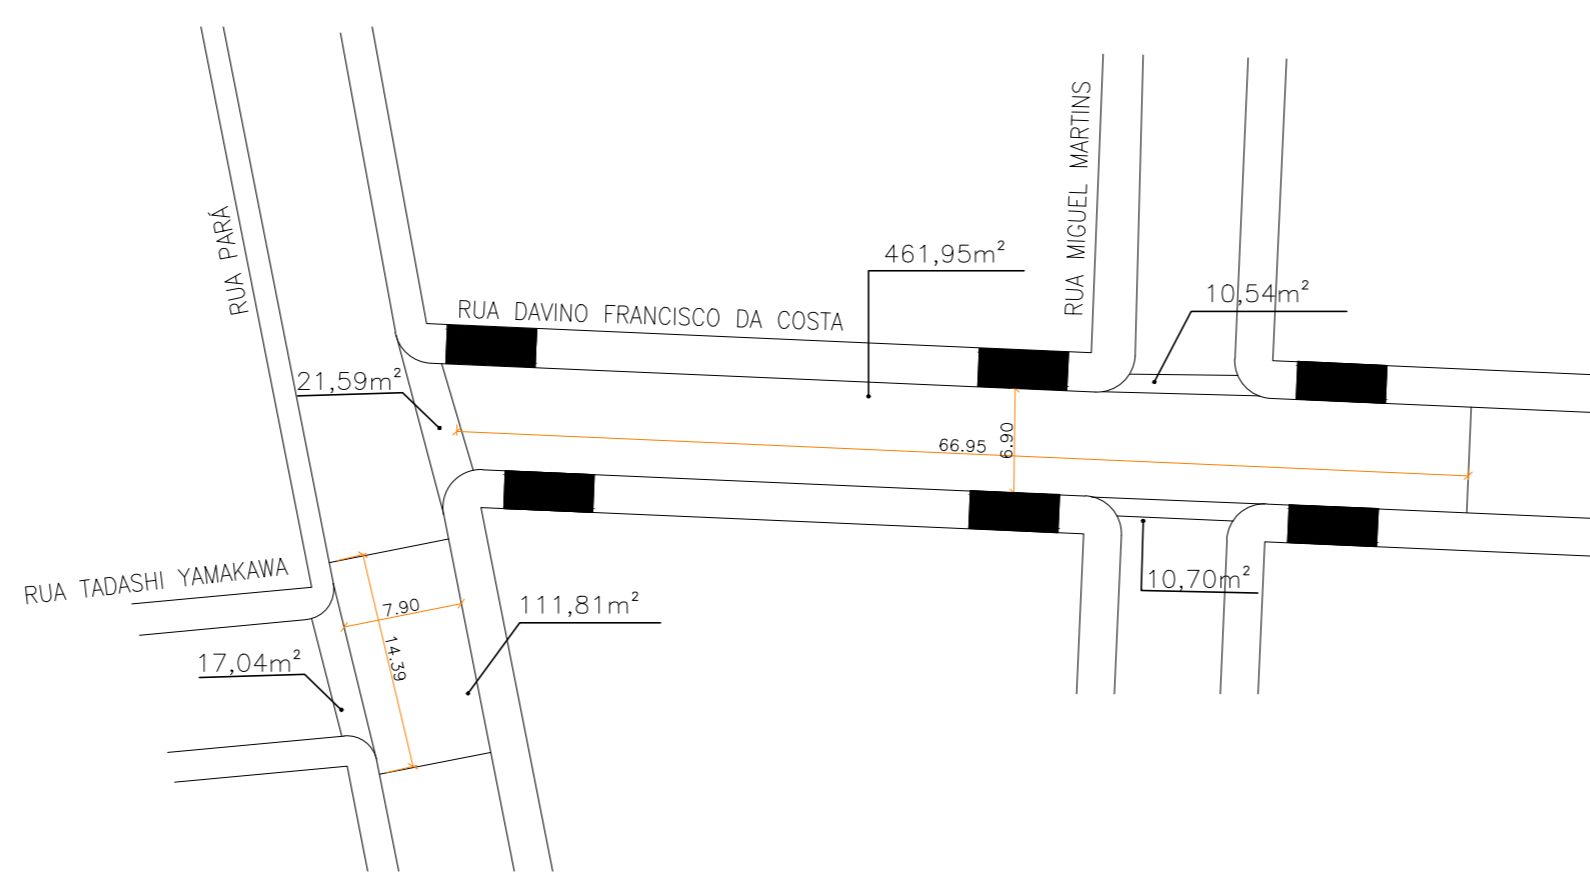 RUA PARÁ
RUA MIGUEL MARTINS
461,95m²
10,54m²
RUA DAVINO FRANCISCO DA COSTA
21,59m²
66.95
6.90
RUA TADASHI YAMAKAWA
10,70m²
7.90
111,81m²
14.39
17,04m²